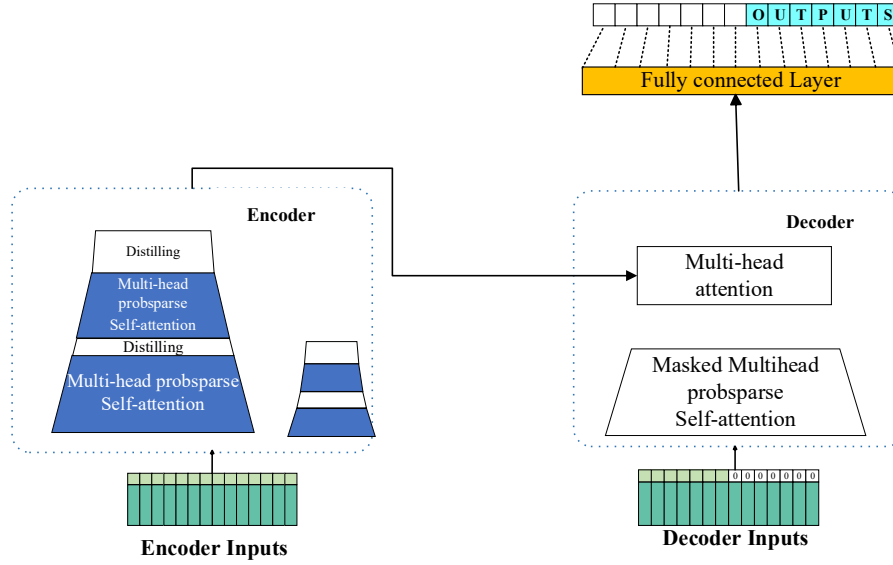 O U T P U T S
Fully connected Layer
Encoder
Distilling
Multi-head
probsparse
Self-attention
Distilling
Multi-head probsparse
Self-attention
Encoder Inputs
Decoder
Multi-head
attention
Masked Multihead
probsparse
Self-attention
0 0 0 0 0 0 0
Decoder Inputs